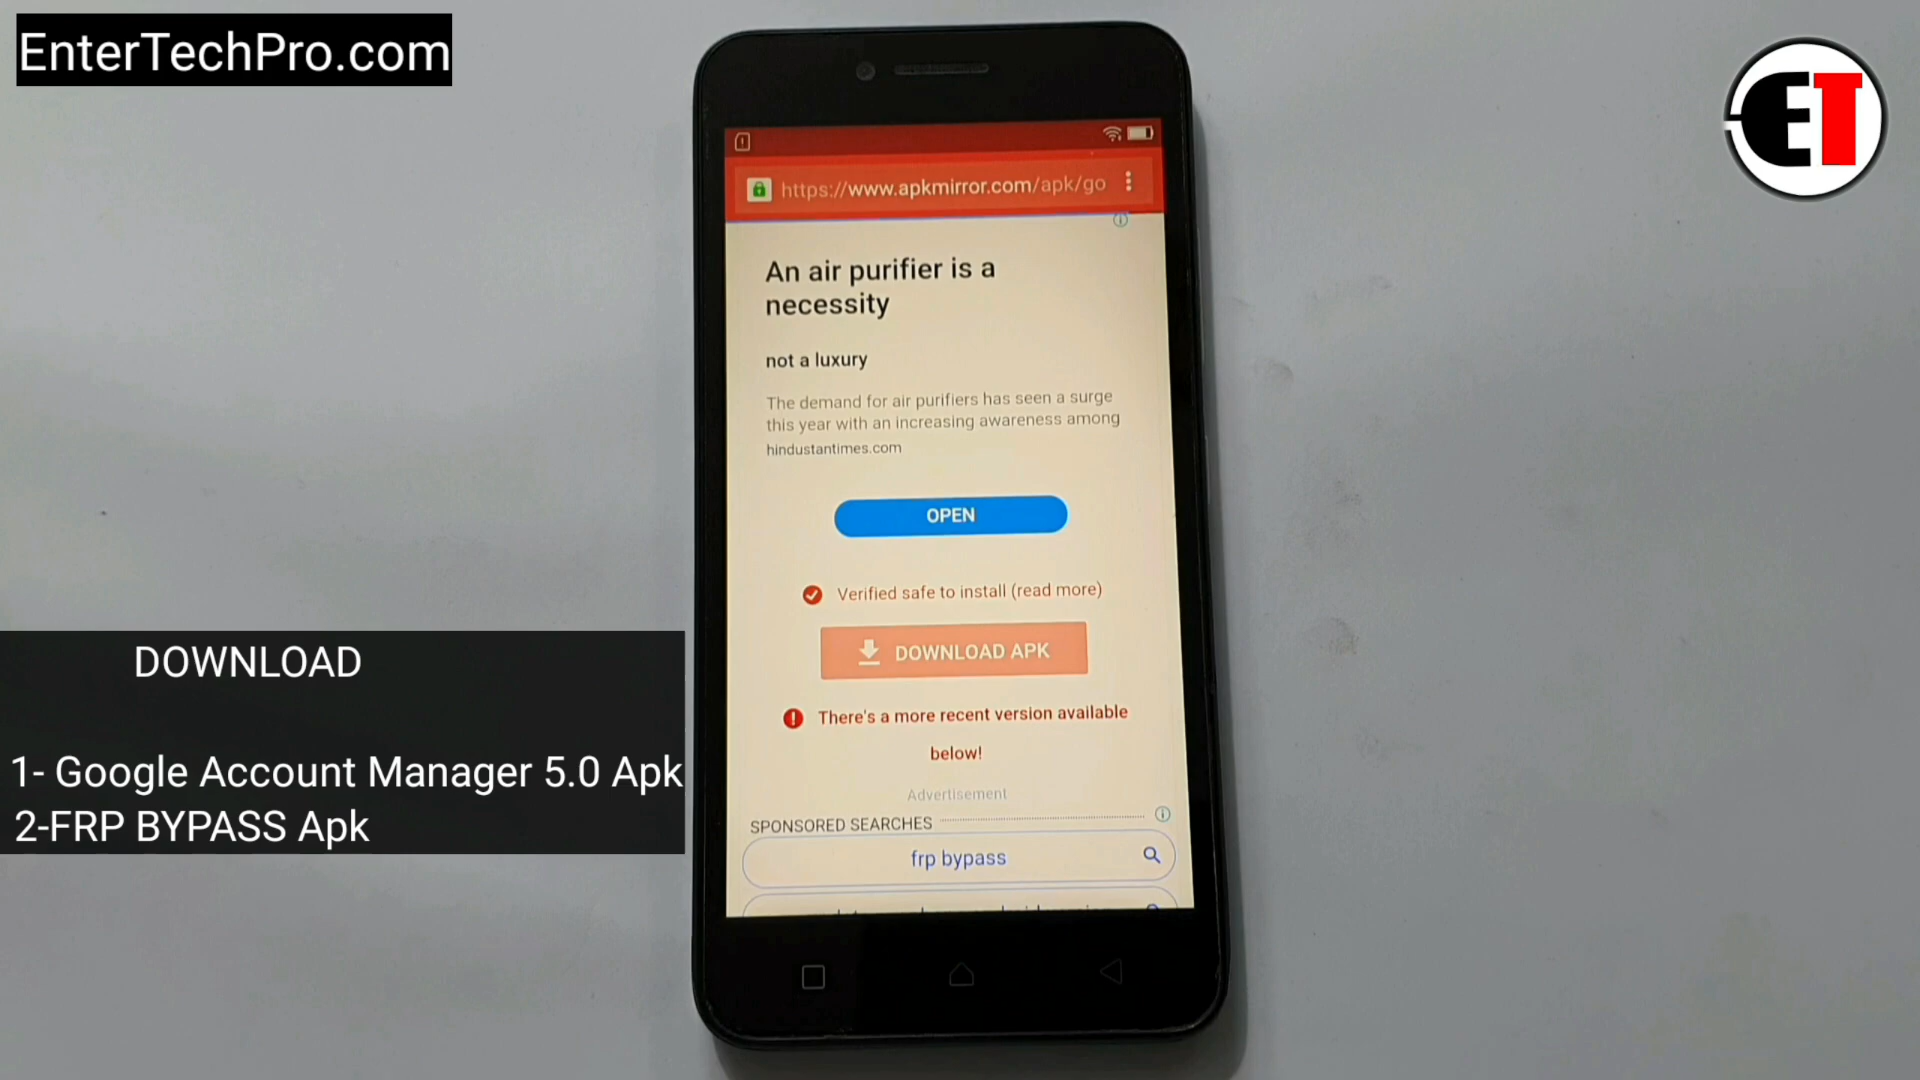 EnterTechPro.com
ET
https://www.apkmirror.com/apk/go
An air purifier is a
necessity
not a luxury
The demand for air purifiers has seen a surge
this year with an increasing awareness among
hindustantimes.com
OPEN
Verified safe to install (read more)
DOWNLOAD APK
There's a more recent version available
below!
Advertisement
SPONSORED SEARCHES
frp bypass
DOWNLOAD
1- Google Account Manager 5.0 Apk
2-FRP BYPASS Apk